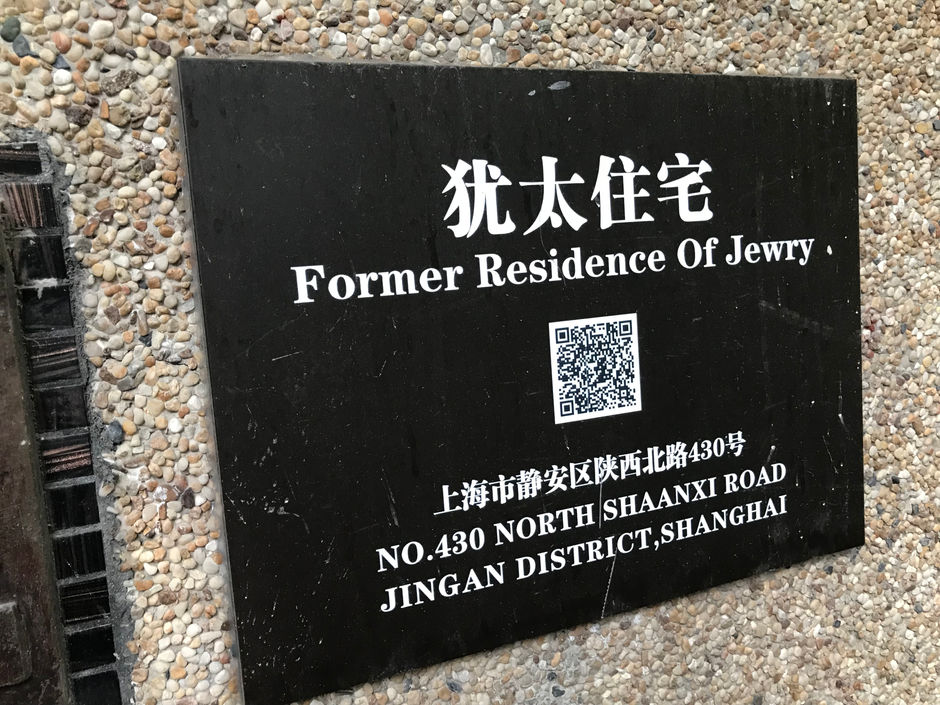 犹太住宅
Former Residence Of Jewry
上海市静安区陕西北路430号
NO.430 NORTH SHAANXI ROAD
JINGAN DISTRICT,SHANGHAI